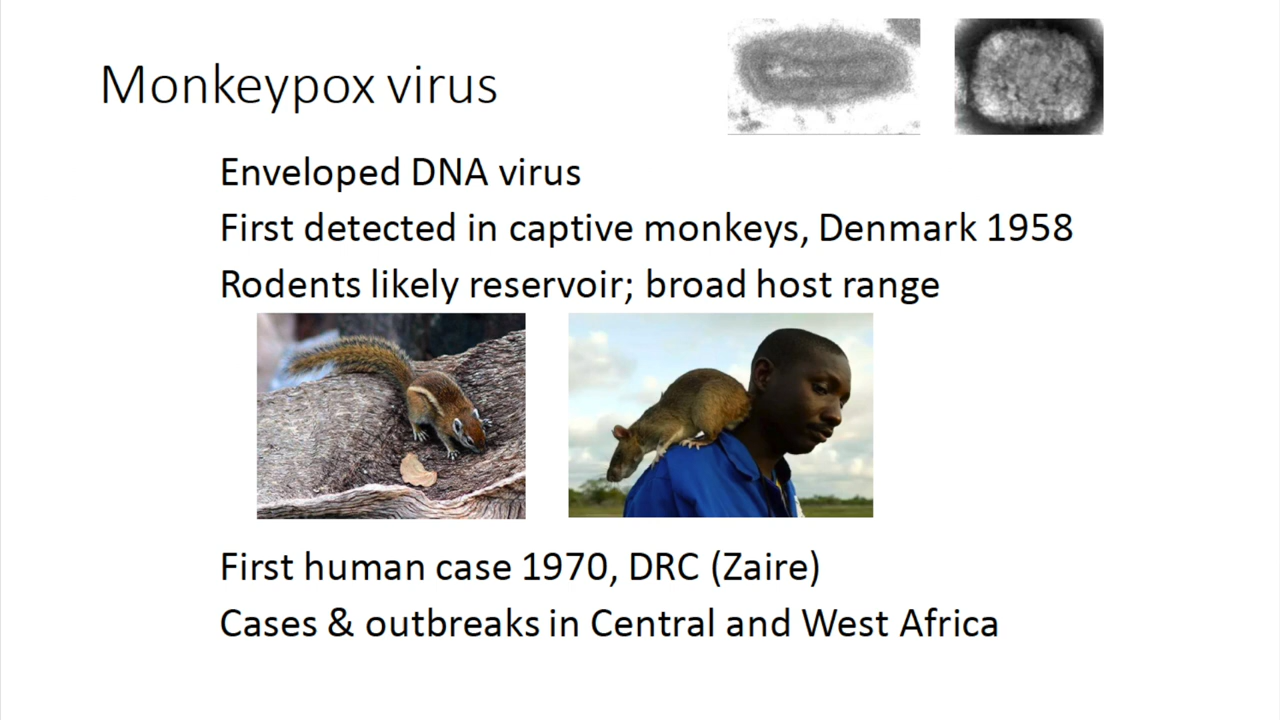 Monkeypox virus
Enveloped DNA virus
First detected in captive monkeys, Denmark 1958
Rodents likely reservoir; broad host range
First human case 1970, DRC (Zaire)
Cases & outbreaks in Central and West Africa